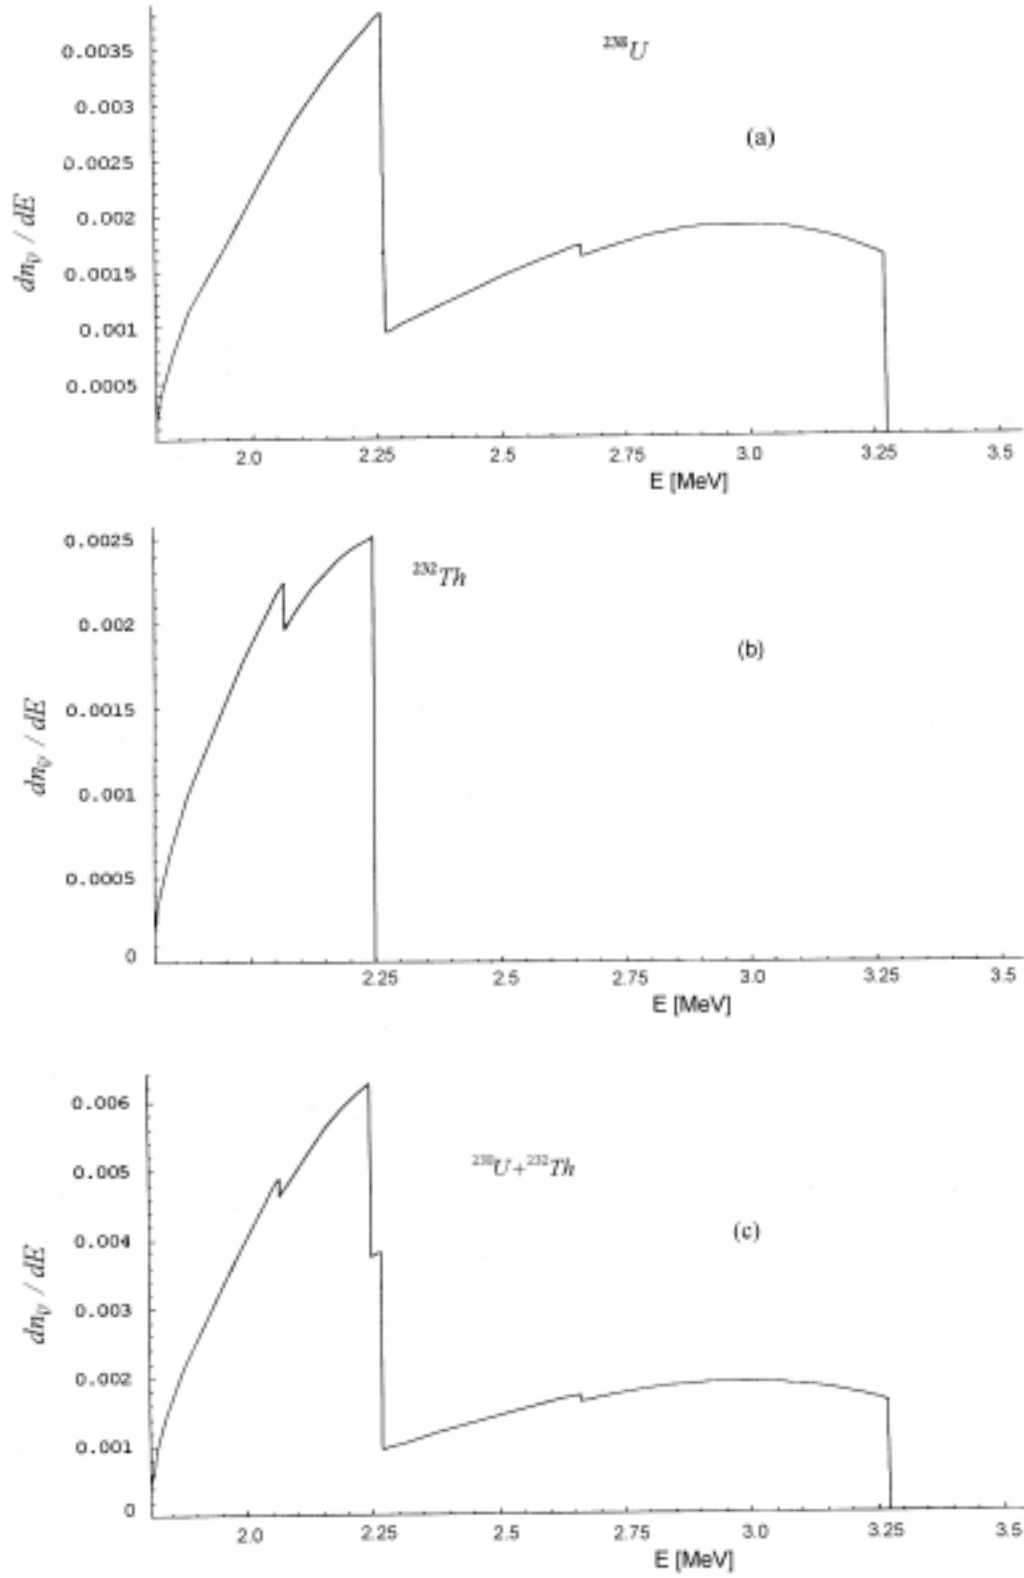 0.0035
²³⁸U
0.003
(a)
0.0025
0.002
0.0015
0.001
0.0005
dn_ν̄ / dE
2.0 2.25 2.5 2.75 3.0 3.25 3.5
E [MeV]
0.0025
²³²Th
0.002
(b)
0.0015
0.001
0.0005
0
dn_ν̄ / dE
2.25 2.5 2.75 3.0 3.25 3.5
E [MeV]
0.006
0.005
²³⁸U+²³²Th
0.004
(c)
0.003
0.002
0.001
0
dn_ν̄ / dE
2.0 2.25 2.5 2.75 3.0 3.25 3.5
E [MeV]